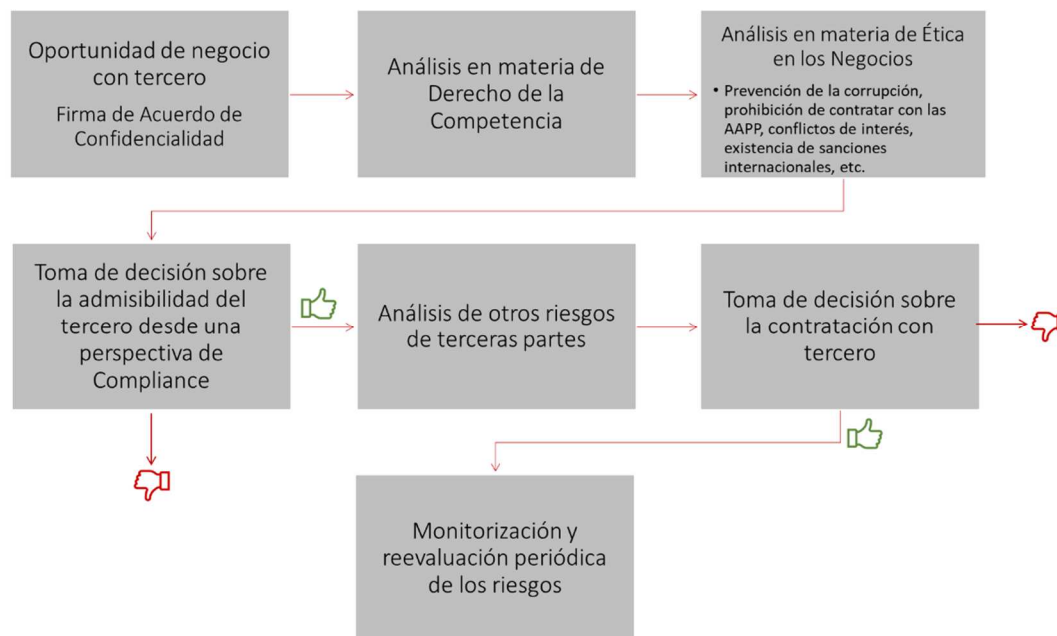 Oportunidad de negocio
con tercero
Firma de Acuerdo de
Confidencialidad
Análisis en materia de
Derecho de la
Competencia
Análisis en materia de Ética
en los Negocios
• Prevención de la corrupción,
prohibición de contratar con las
AAPP, conflictos de interés,
existencia de sanciones
internacionales, etc.
Toma de decisión sobre
la admisibilidad del
tercero desde una
perspectiva de
Compliance
Análisis de otros riesgos
de terceras partes
Toma de decisión sobre
la contratación con
tercero
Monitorización y
reevaluación periódica
de los riesgos